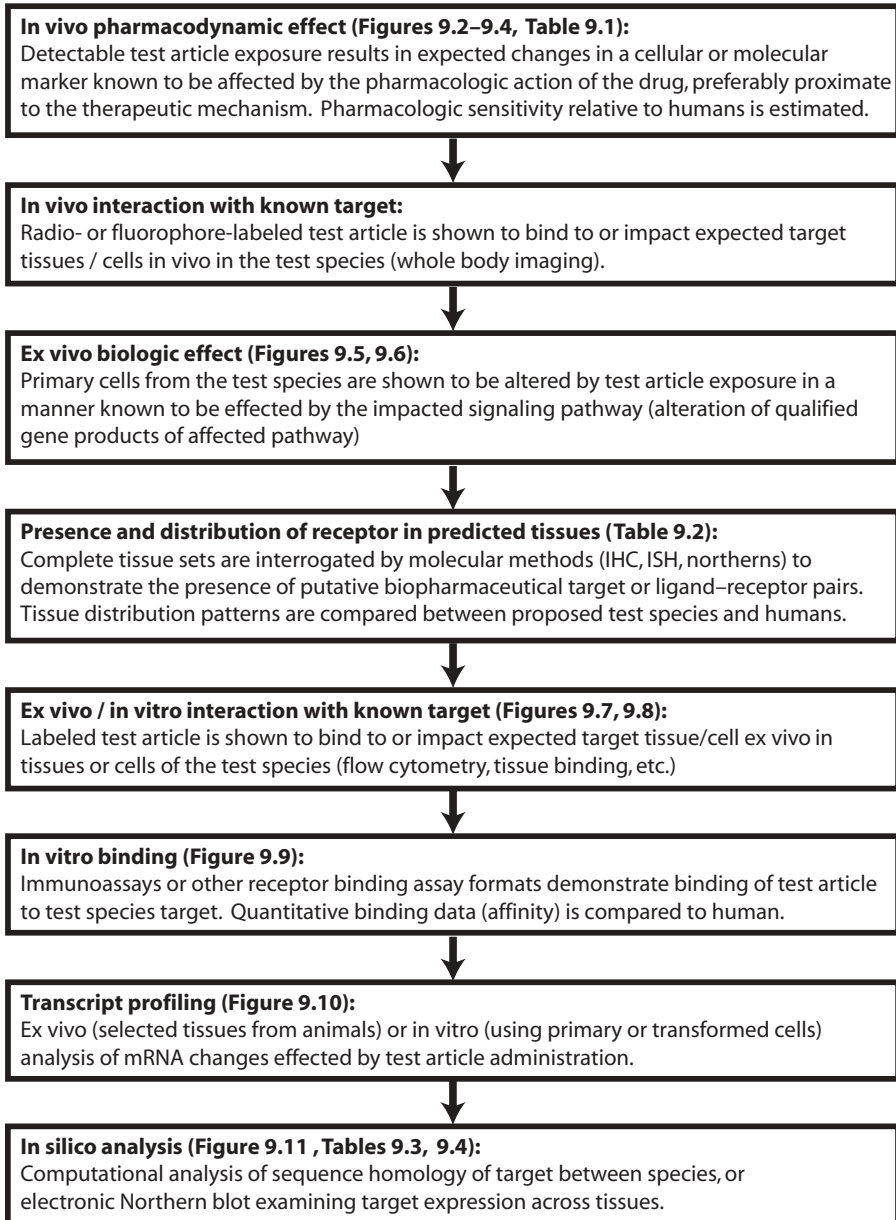 In vivo pharmacodynamic effect (Figures 9.2–9.4, Table 9.1):
Detectable test article exposure results in expected changes in a cellular or molecular
marker known to be affected by the pharmacologic action of the drug, preferably proximate
to the therapeutic mechanism. Pharmacologic sensitivity relative to humans is estimated.
In vivo interaction with known target:
Radio- or fluorophore-labeled test article is shown to bind to or impact expected target
tissues / cells in vivo in the test species (whole body imaging).
Ex vivo biologic effect (Figures 9.5, 9.6):
Primary cells from the test species are shown to be altered by test article exposure in a
manner known to be effected by the impacted signaling pathway (alteration of qualified
gene products of affected pathway)
Presence and distribution of receptor in predicted tissues (Table 9.2):
Complete tissue sets are interrogated by molecular methods (IHC, ISH, northerns) to
demonstrate the presence of putative biopharmaceutical target or ligand–receptor pairs.
Tissue distribution patterns are compared between proposed test species and humans.
Ex vivo / in vitro interaction with known target (Figures 9.7, 9.8):
Labeled test article is shown to bind to or impact expected target tissue/cell ex vivo in
tissues or cells of the test species (flow cytometry, tissue binding, etc.)
In vitro binding (Figure 9.9):
Immunoassays or other receptor binding assay formats demonstrate binding of test article
to test species target. Quantitative binding data (affinity) is compared to human.
Transcript profiling (Figure 9.10):
Ex vivo (selected tissues from animals) or in vitro (using primary or transformed cells)
analysis of mRNA changes effected by test article administration.
In silico analysis (Figure 9.11 , Tables 9.3, 9.4):
Computational analysis of sequence homology of target between species, or
electronic Northern blot examining target expression across tissues.